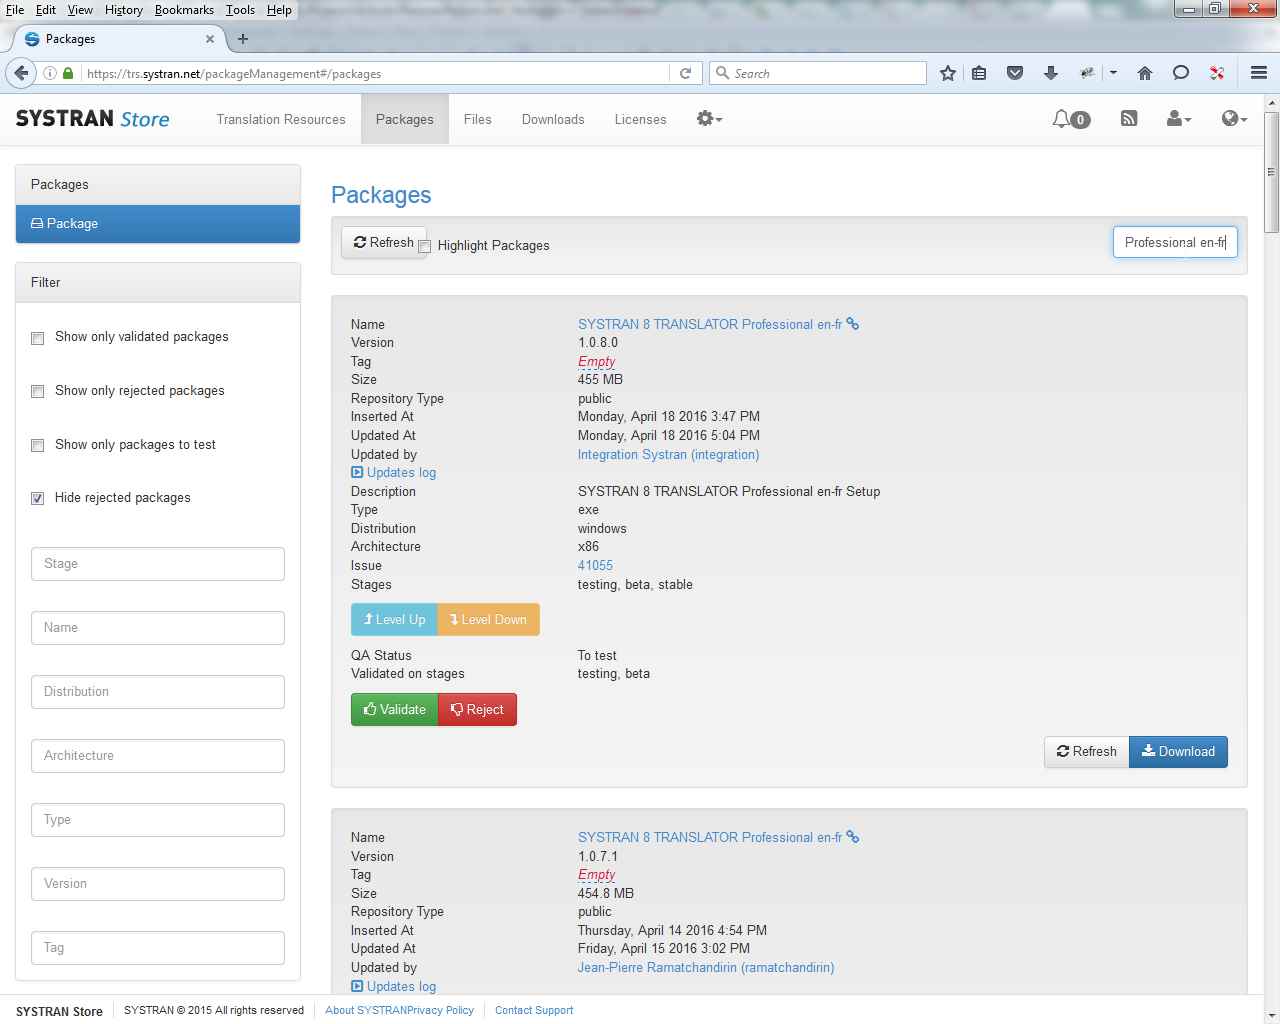 File Edit View History Bookmarks Tools Help
Packages
https://trs.systran.net/packageManagement#/packages
Search
SYSTRAN Store
Translation Resources
Packages
Files
Downloads
Licenses
0
Packages
Package
Filter
Show only validated packages
Show only rejected packages
Show only packages to test
Hide rejected packages
Stage
Name
Distribution
Architecture
Type
Version
Tag
Packages
Refresh Highlight Packages Professional en-fr
Name SYSTRAN 8 TRANSLATOR Professional en-fr
Version 1.0.8.0
Tag Empty
Size 455 MB
Repository Type public
Inserted At Monday, April 18 2016 3:47 PM
Updated At Monday, April 18 2016 5:04 PM
Updated by Integration Systran (integration)
Updates log
Description SYSTRAN 8 TRANSLATOR Professional en-fr Setup
Type exe
Distribution windows
Architecture x86
Issue 41055
Stages testing, beta, stable
Level Up Level Down
QA Status To test
Validated on stages testing, beta
Validate Reject
Refresh Download
Name SYSTRAN 8 TRANSLATOR Professional en-fr
Version 1.0.7.1
Tag Empty
Size 454.8 MB
Repository Type public
Inserted At Thursday, April 14 2016 4:54 PM
Updated At Friday, April 15 2016 3:02 PM
Updated by Jean-Pierre Ramatchandirin (ramatchandirin)
Updates log
SYSTRAN Store SYSTRAN © 2015 All rights reserved About SYSTRANPrivacy Policy Contact Support